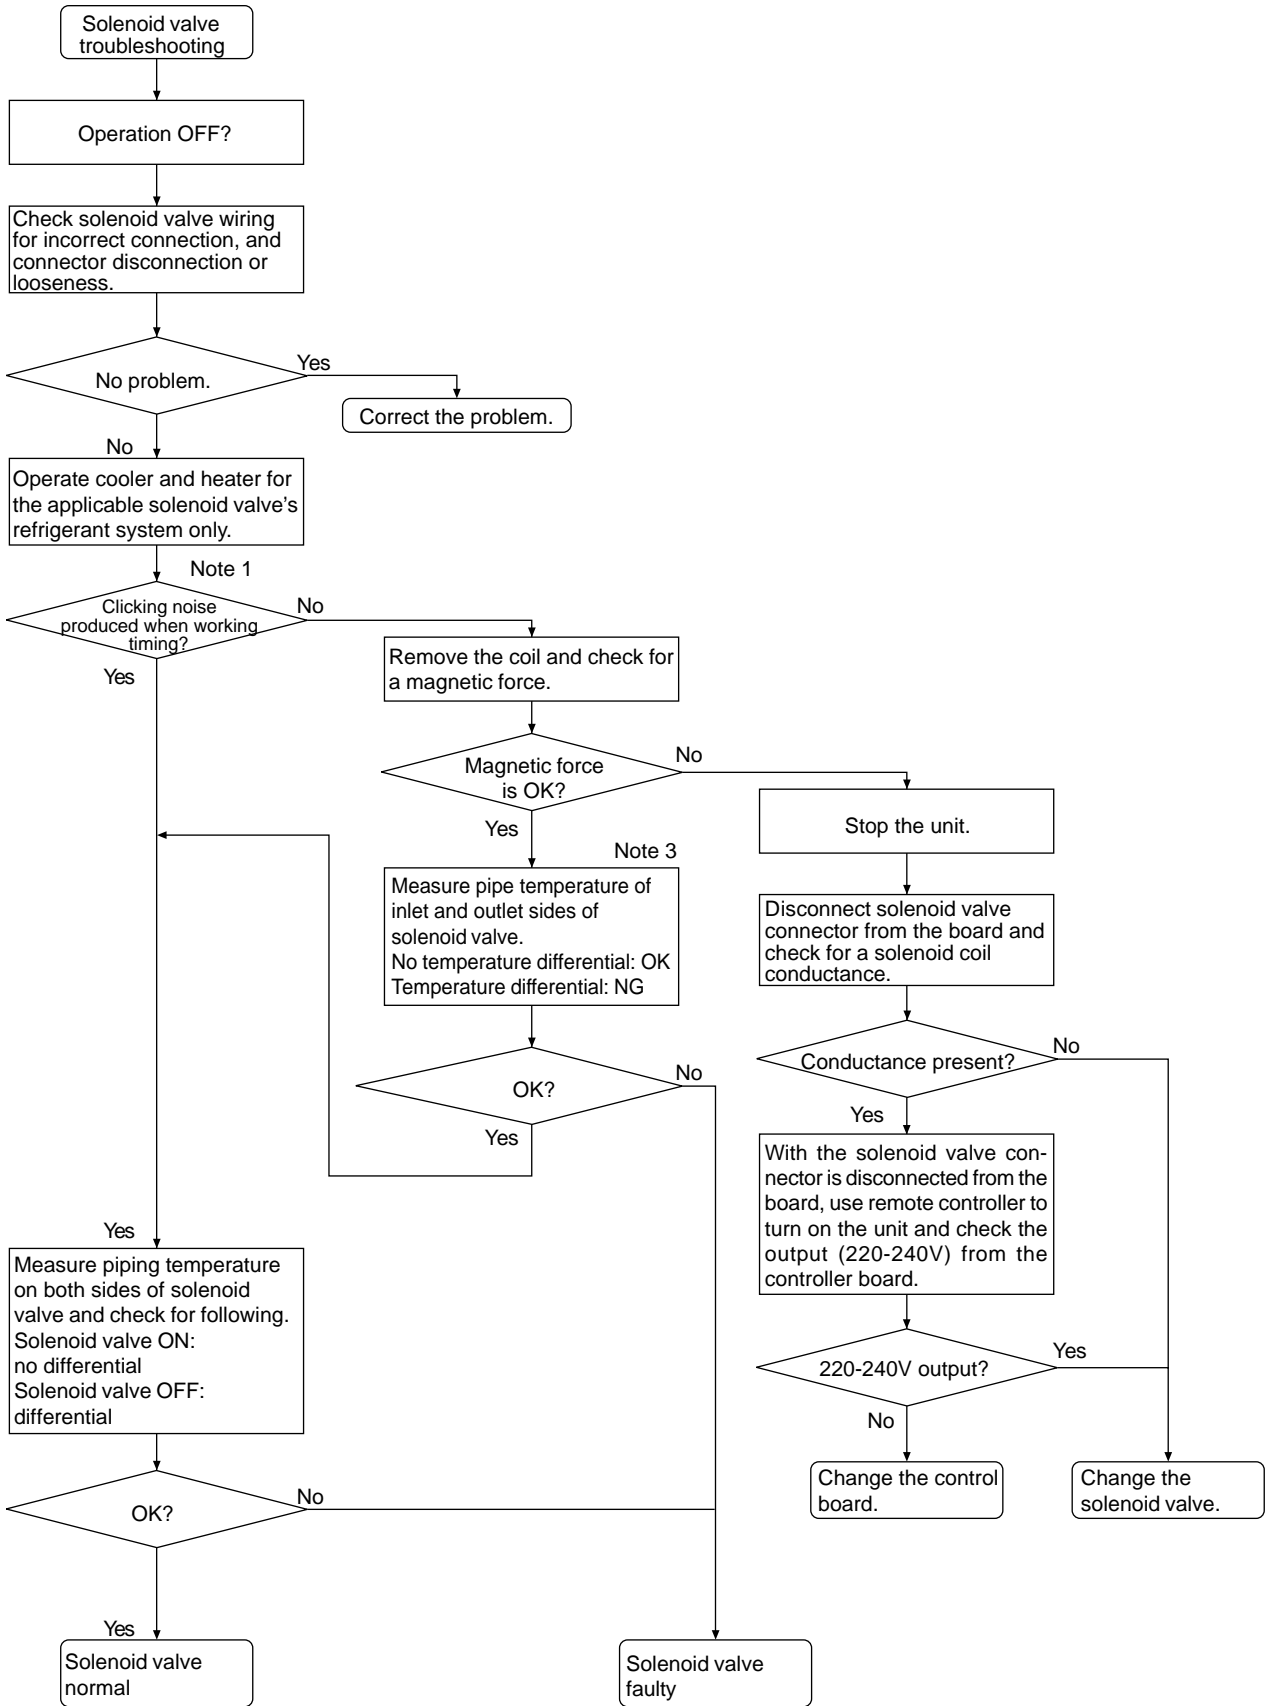 Solenoid valve
troubleshooting
Operation OFF?
Check solenoid valve wiring
for incorrect connection, and
connector disconnection or
looseness.
No problem.
Yes
Correct the problem.
No
Operate cooler and heater for
the applicable solenoid valve's
refrigerant system only.
Note 1
Clicking noise
produced when working
timing?
No
Yes
Remove the coil and check for
a magnetic force.
Magnetic force
is OK?
No
Yes
Stop the unit.
Note 3
Measure pipe temperature of
inlet and outlet sides of
solenoid valve.
No temperature differential: OK
Temperature differential: NG
Disconnect solenoid valve
connector from the board and
check for a solenoid coil
conductance.
OK?
No
Yes
Conductance present?
No
Yes
With the solenoid valve con-
nector is disconnected from the
board, use remote controller to
turn on the unit and check the
output (220-240V) from the
controller board.
Yes
Measure piping temperature
on both sides of solenoid
valve and check for following.
Solenoid valve ON:
no differential
Solenoid valve OFF:
differential
220-240V output?
Yes
No
Change the control
board.
Change the
solenoid valve.
OK?
No
Yes
Solenoid valve
normal
Solenoid valve
faulty